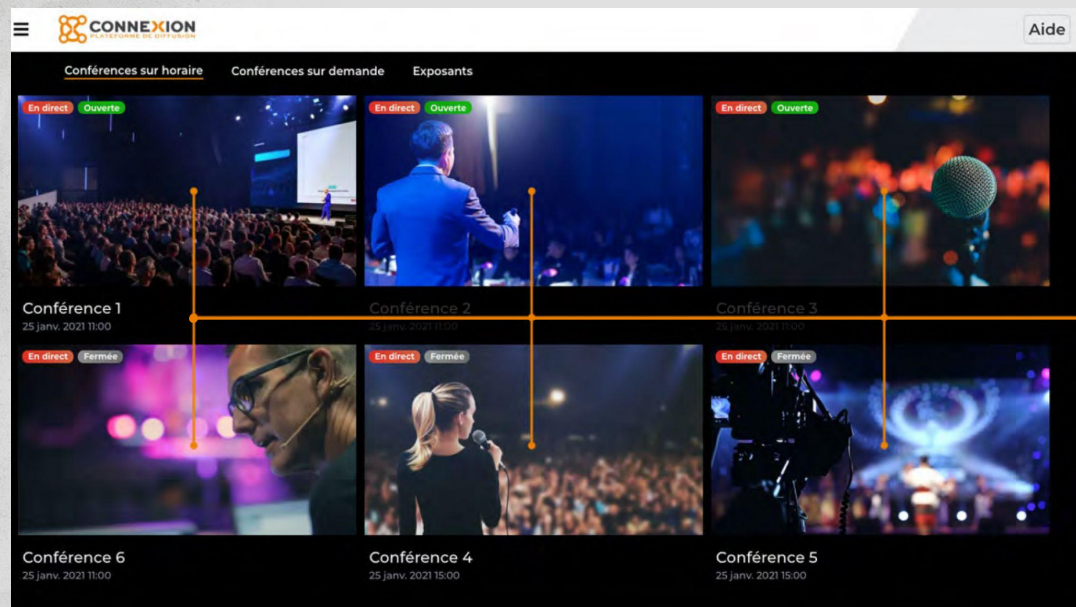 CONNEXION
PLATEFORME DE DIFFUSION
Aide
Conférences sur horaire
Conférences sur demande
Exposants
En direct Ouverte
En direct Ouverte
En direct Ouverte
Conférence 1
25 janv. 2021 11:00
Conférence 2
25 janv. 2021 11:00
Conférence 3
25 janv. 2021 11:00
En direct Fermée
En direct Fermée
En direct Fermée
Conférence 6
25 janv. 2021 11:00
Conférence 4
25 janv. 2021 15:00
Conférence 5
25 janv. 2021 15:00